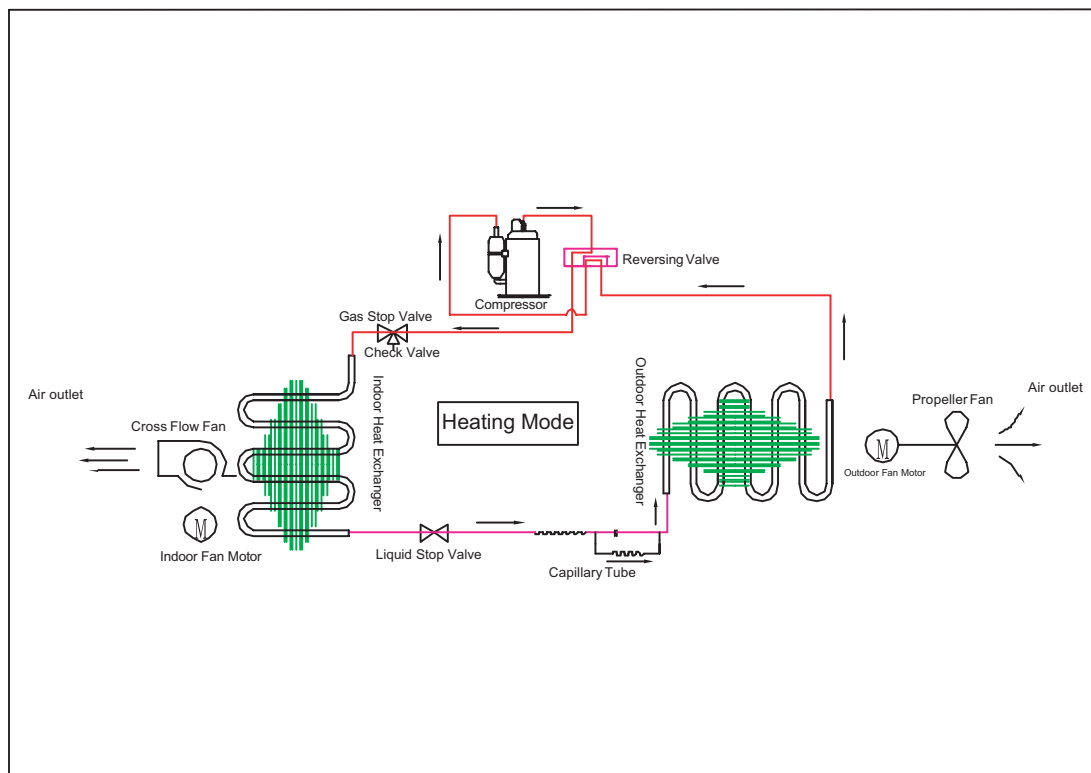 Reversing Valve
Compressor
Gas Stop Valve
Check Valve
Air outlet
Cross Flow Fan
Indoor Heat Exchanger
Heating Mode
Outdoor Heat Exchanger
Propeller Fan
Air outlet
M
Outdoor Fan Motor
M
Indoor Fan Motor
Liquid Stop Valve
Capillary Tube